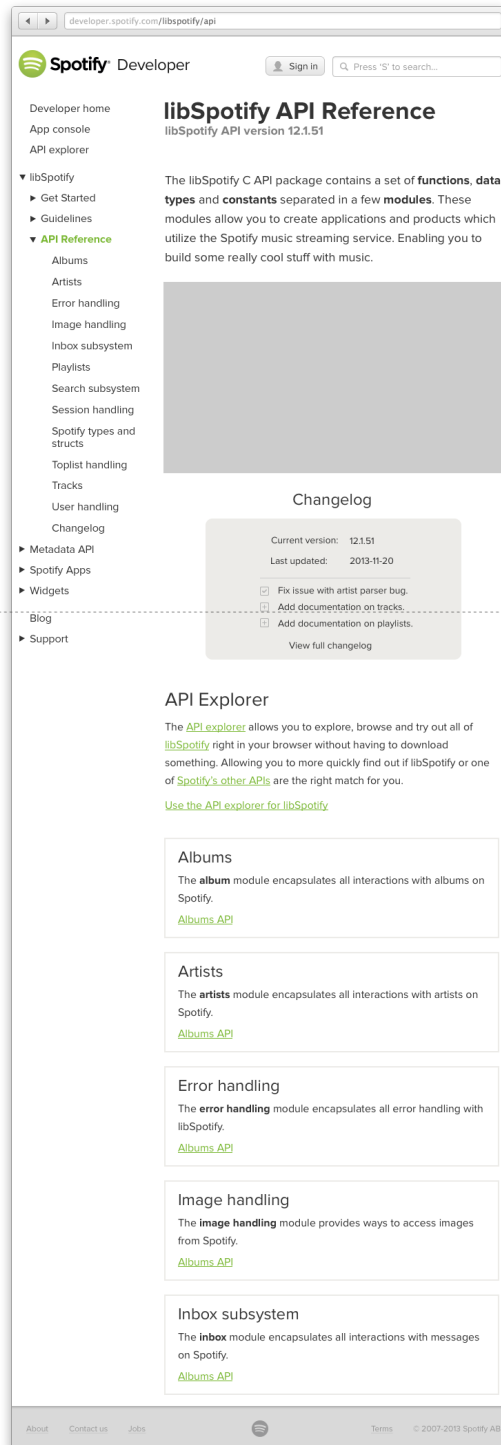 developer.spotify.com/libspotify/api
Spotify Developer
Sign in
Press 'S' to search...
Developer home
App console
API explorer
libSpotify
Get Started
Guidelines
API Reference
Albums
Artists
Error handling
Image handling
Inbox subsystem
Playlists
Search subsystem
Session handling
Spotify types and
structs
Toplist handling
Tracks
User handling
Changelog
Metadata API
Spotify Apps
Widgets
Blog
Support
libSpotify API Reference
libSpotify API version 12.1.51
The libSpotify C API package contains a set of functions, data
types and constants separated in a few modules. These
modules allow you to create applications and products which
utilize the Spotify music streaming service. Enabling you to
build some really cool stuff with music.
Changelog
Current version: 12.1.51
Last updated: 2013-11-20
Fix issue with artist parser bug.
Add documentation on tracks.
Add documentation on playlists.
View full changelog
API Explorer
The API explorer allows you to explore, browse and try out all of
libSpotify right in your browser without having to download
something. Allowing you to more quickly find out if libSpotify or one
of Spotify's other APIs are the right match for you.
Use the API explorer for libSpotify
Albums
The album module encapsulates all interactions with albums on
Spotify.
Albums API
Artists
The artists module encapsulates all interactions with artists on
Spotify.
Albums API
Error handling
The error handling module encapsulates all error handling with
libSpotify.
Albums API
Image handling
The image handling module provides ways to access images
from Spotify.
Albums API
Inbox subsystem
The inbox module encapsulates all interactions with messages
on Spotify.
Albums API
About Contact us Jobs Terms © 2007-2013 Spotify AB